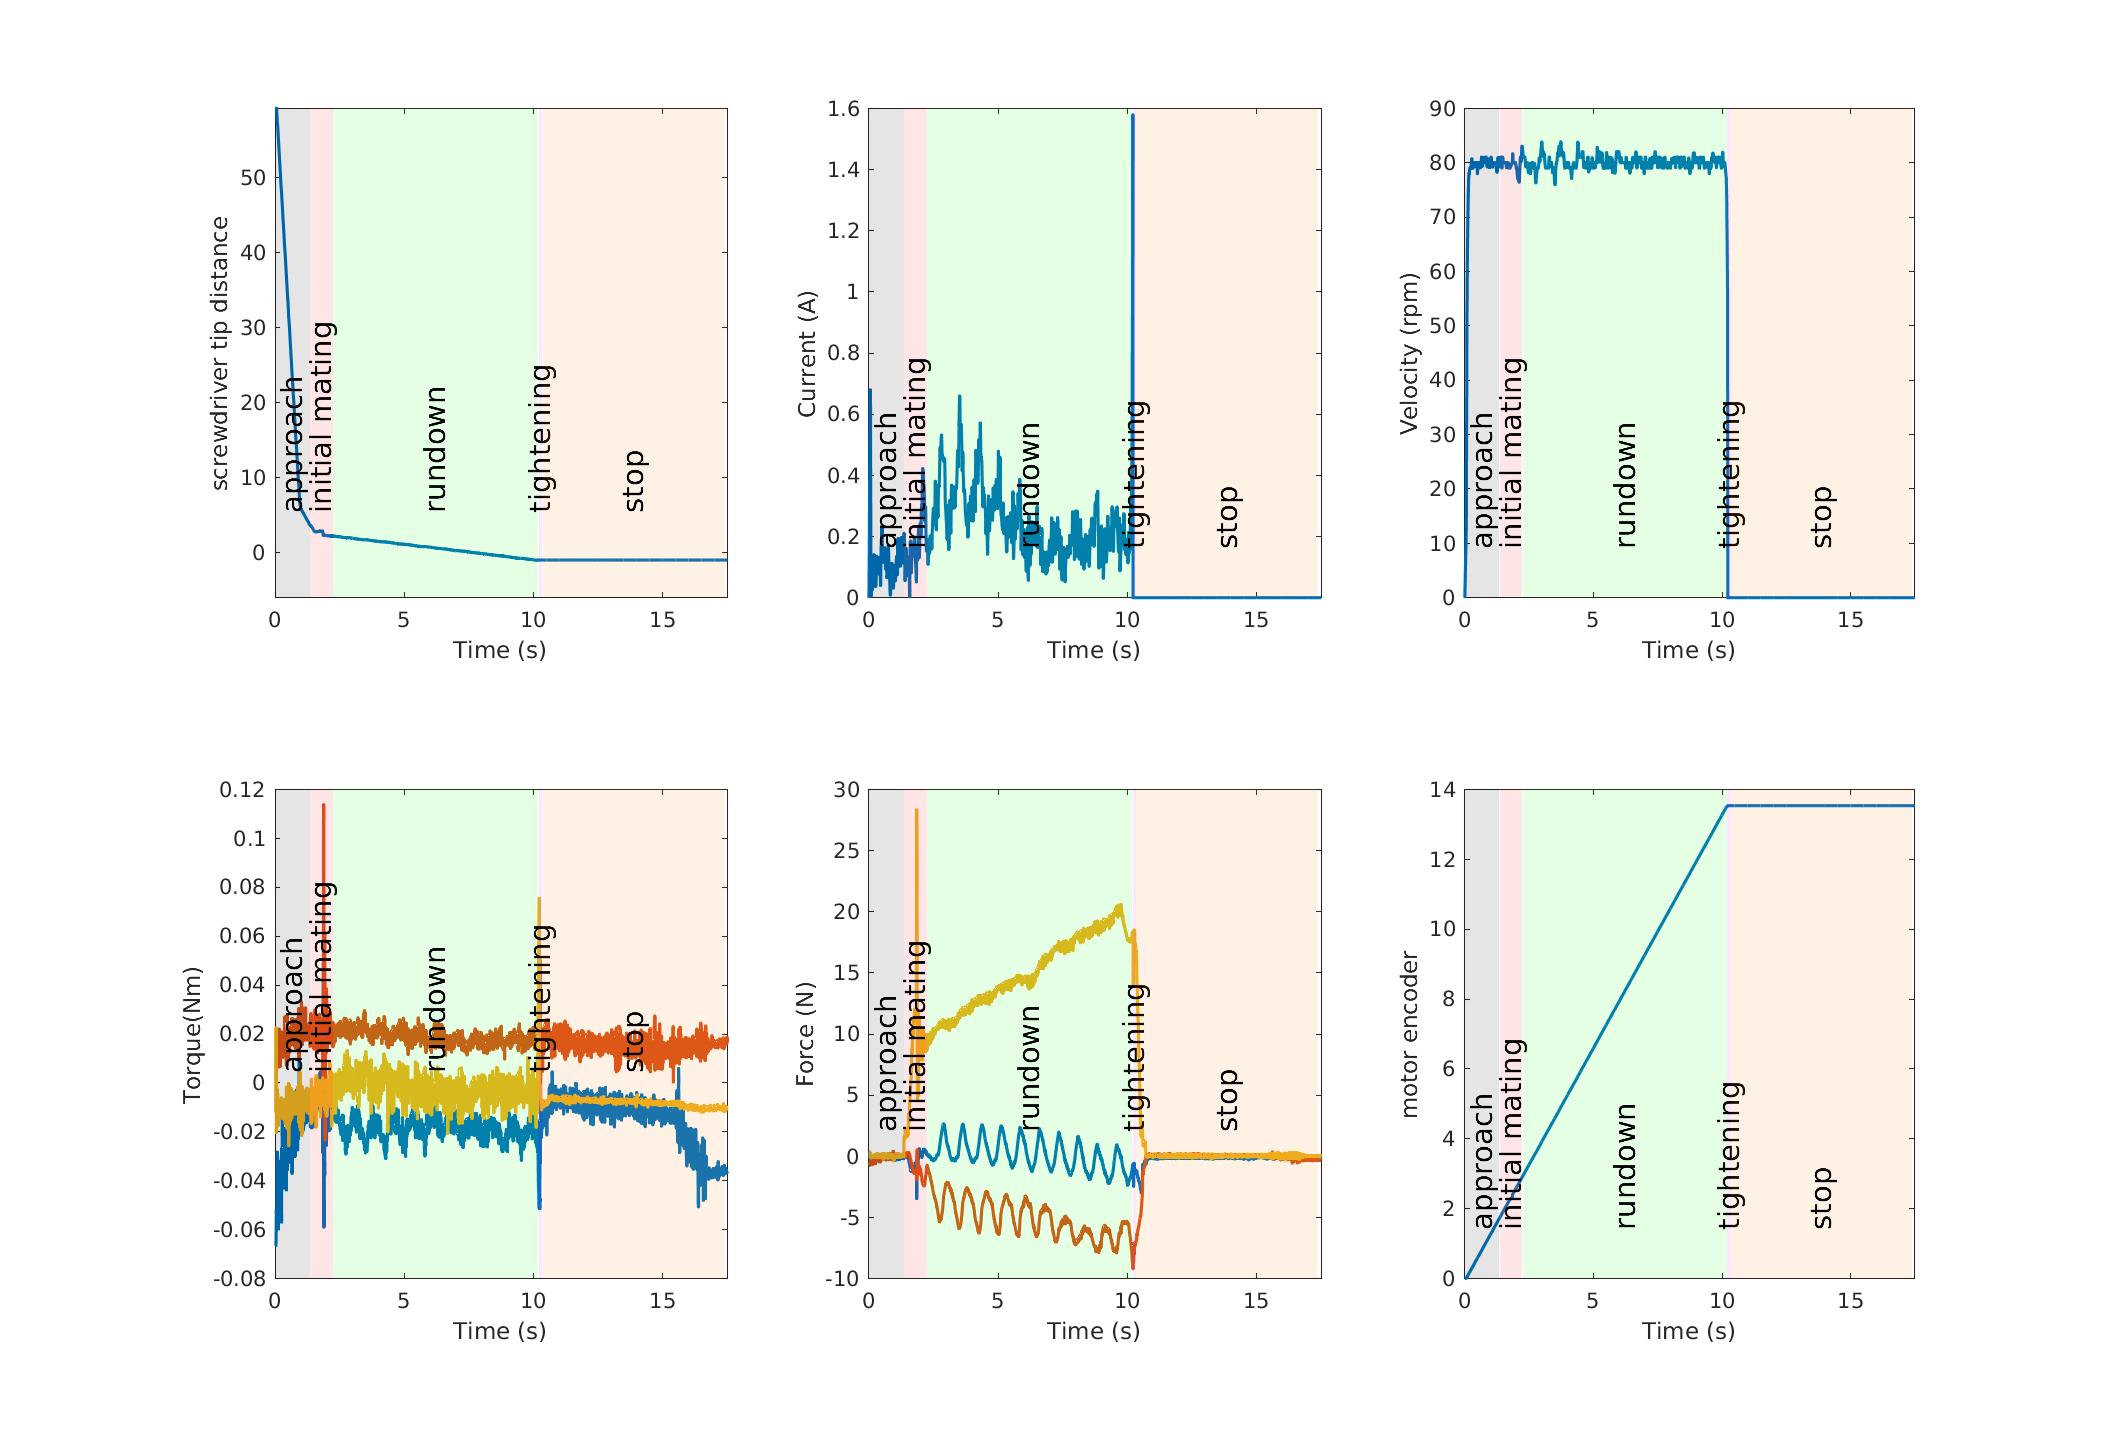 50
40
30
20
10
0
screwdriver tip distance
approach
initial mating
rundown
tightening
stop
0 5 10 15
Time (s)
1.6
1.4
1.2
1
0.8
0.6
0.4
0.2
0
Current (A)
approach
initial mating
rundown
tightening
stop
0 5 10 15
Time (s)
90
80
70
60
50
40
30
20
10
0
Velocity (rpm)
approach
initial mating
rundown
tightening
stop
0 5 10 15
Time (s)
0.12
0.1
0.08
0.06
0.04
0.02
0
-0.02
-0.04
-0.06
-0.08
Torque(Nm)
approach
initial mating
rundown
tightening
stop
0 5 10 15
Time (s)
30
25
20
15
10
5
0
-5
-10
Force (N)
approach
initial mating
rundown
tightening
stop
0 5 10 15
Time (s)
14
12
10
8
6
4
2
0
motor encoder
approach
initial mating
rundown
tightening
stop
0 5 10 15
Time (s)